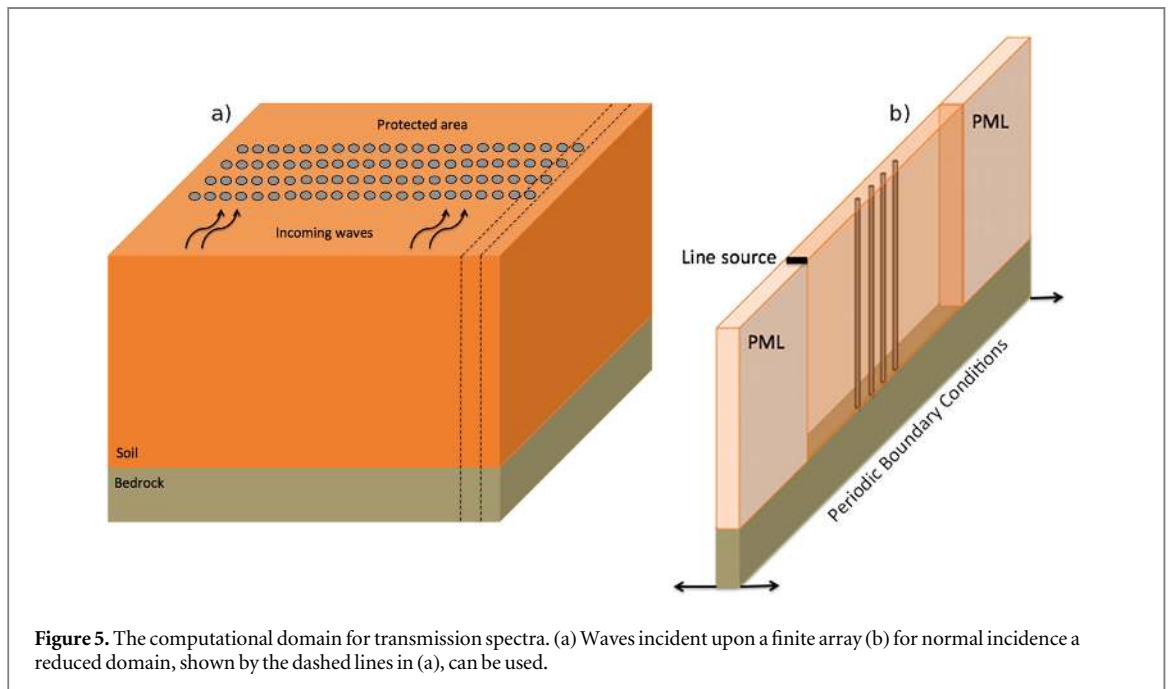 a)
Protected area
Incoming waves
Soil
Bedrock
b)
PML
Line source
PML
Periodic Boundary Conditions
Figure 5. The computational domain for transmission spectra. (a) Waves incident upon a finite array (b) for normal incidence a
reduced domain, shown by the dashed lines in (a), can be used.